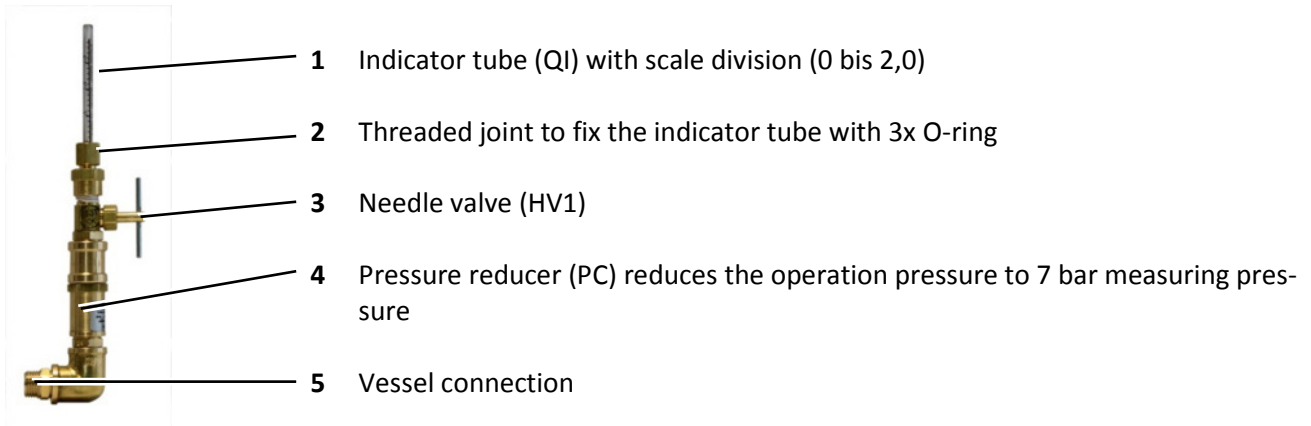 1 Indicator tube (QI) with scale division (0 bis 2,0)
2 Threaded joint to fix the indicator tube with 3x O-ring
3 Needle valve (HV1)
4 Pressure reducer (PC) reduces the operation pressure to 7 bar measuring pres-
sure
5 Vessel connection